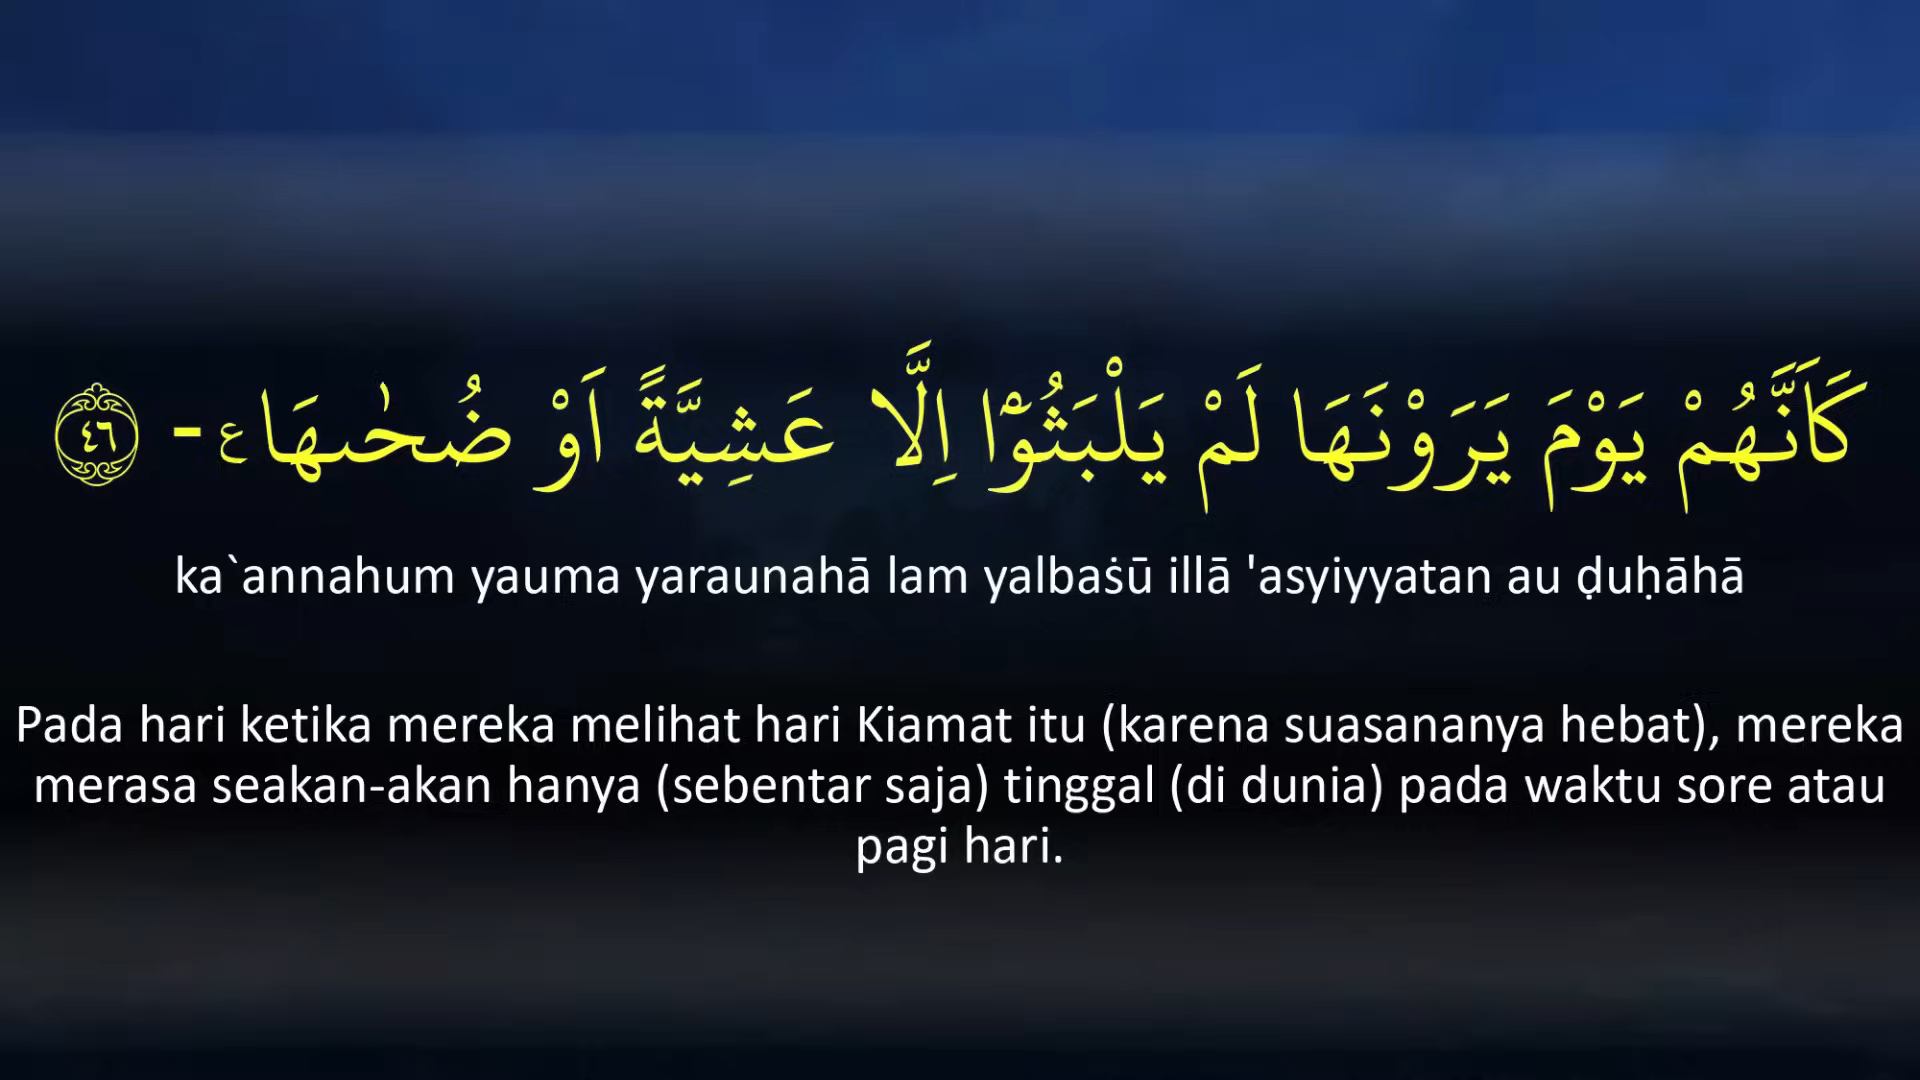 كَاَنَّهُمْ يَوْمَ يَرَوْنَهَا لَمْ يَلْبَثُوْٓا اِلَّا عَشِيَّةً اَوْ ضُحٰىهَا ࣖ - ٤٦
ka`annahum yauma yaraunahā lam yalbaṡū illā 'asyiyyatan au ḍuḥāhā
Pada hari ketika mereka melihat hari Kiamat itu (karena suasananya hebat), mereka
merasa seakan-akan hanya (sebentar saja) tinggal (di dunia) pada waktu sore atau
pagi hari.